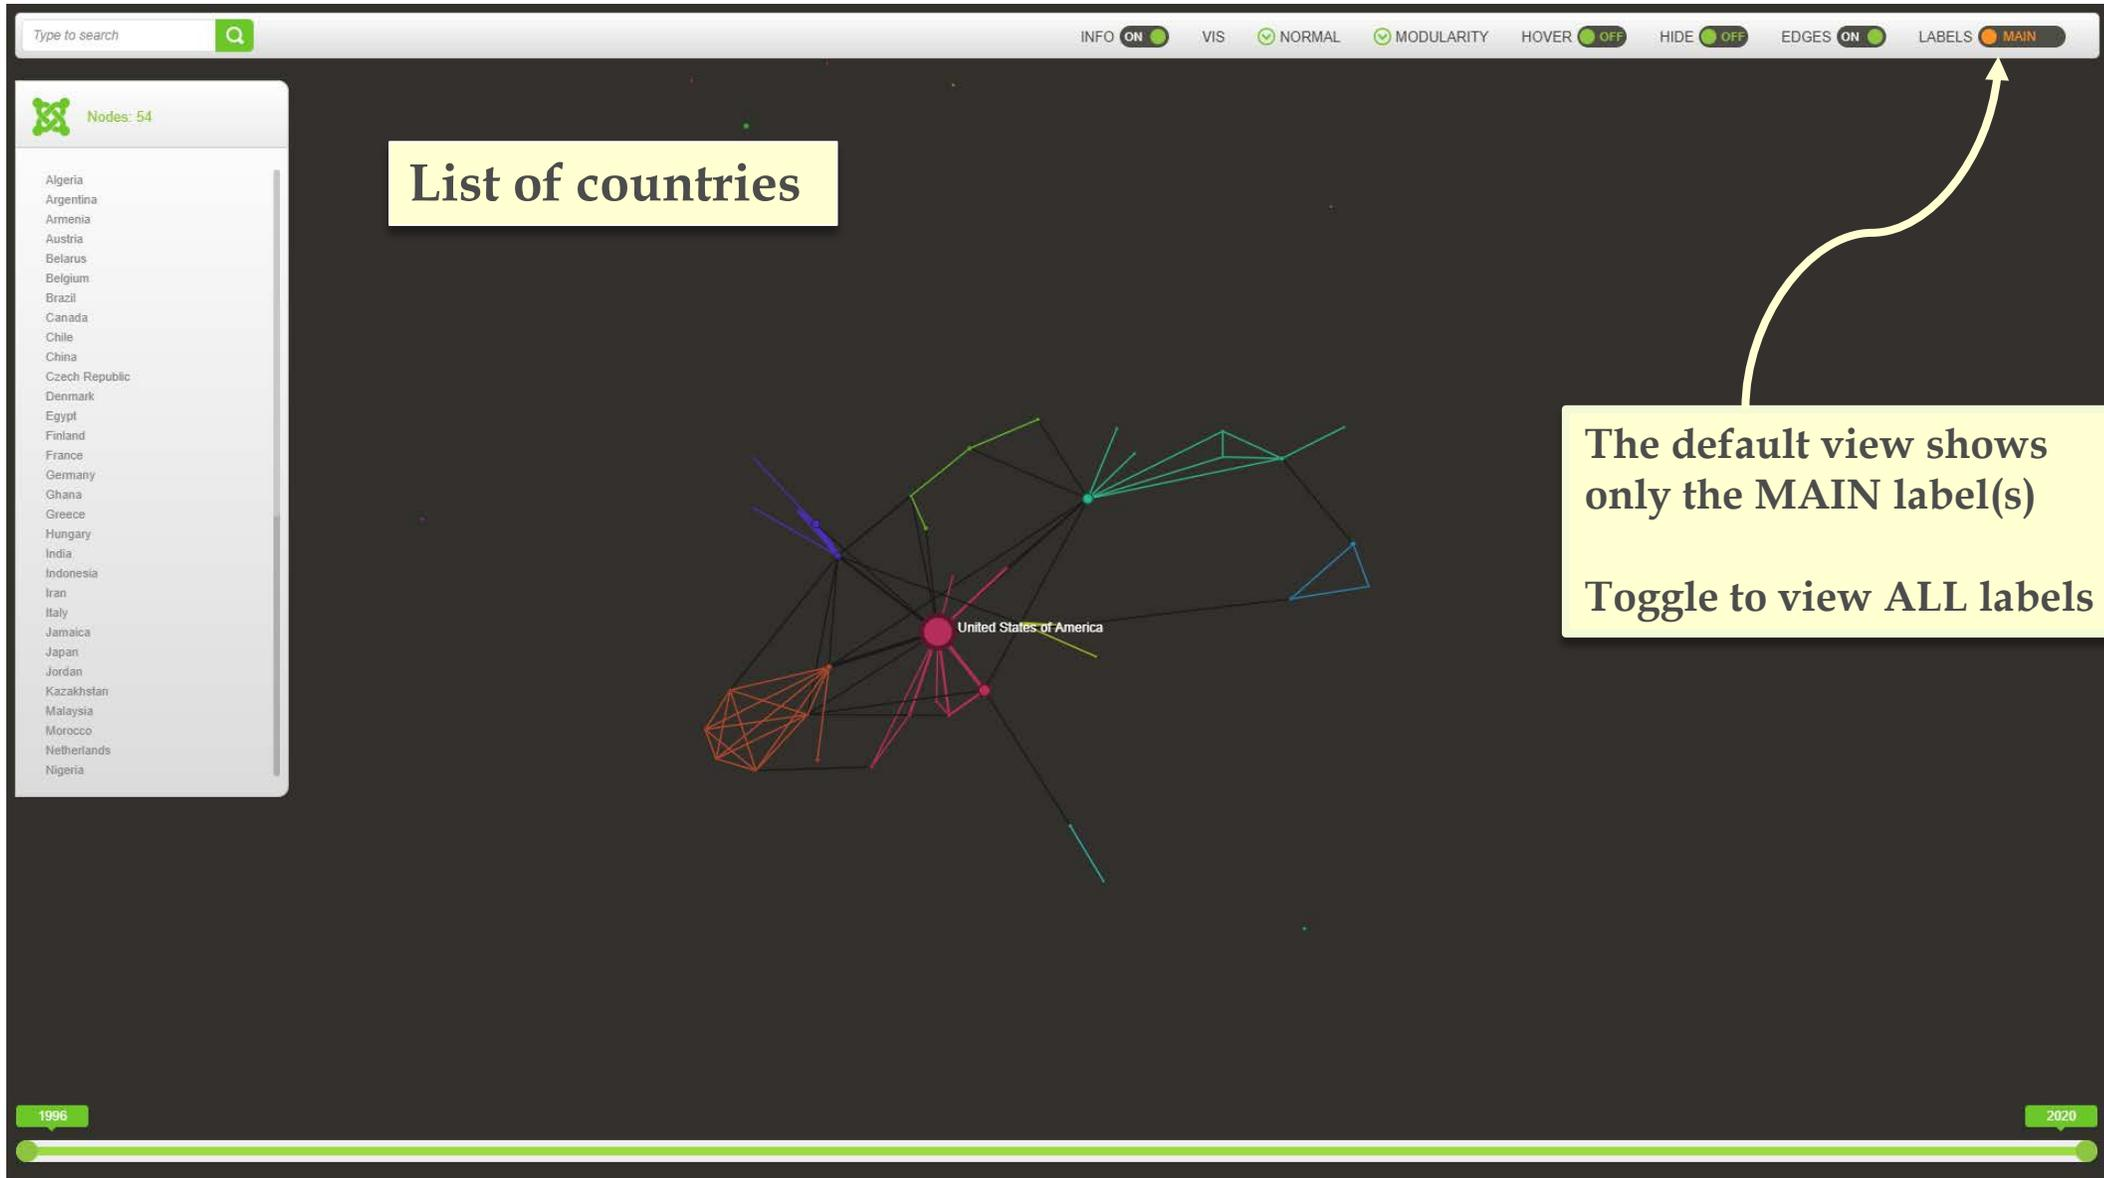 Type to search
INFO ON VIS NORMAL MODULARITY HOVER OFF HIDE OFF EDGES ON LABELS MAIN
Nodes: 54
Algeria
Argentina
Armenia
Austria
Belarus
Belgium
Brazil
Canada
Chile
China
Czech Republic
Denmark
Egypt
Finland
France
Germany
Ghana
Greece
Hungary
India
Indonesia
Iran
Italy
Jamaica
Japan
Jordan
Kazakhstan
Malaysia
Morocco
Netherlands
Nigeria
List of countries
The default view shows
only the MAIN label(s)
Toggle to view ALL labels
United States of America
1996
2020